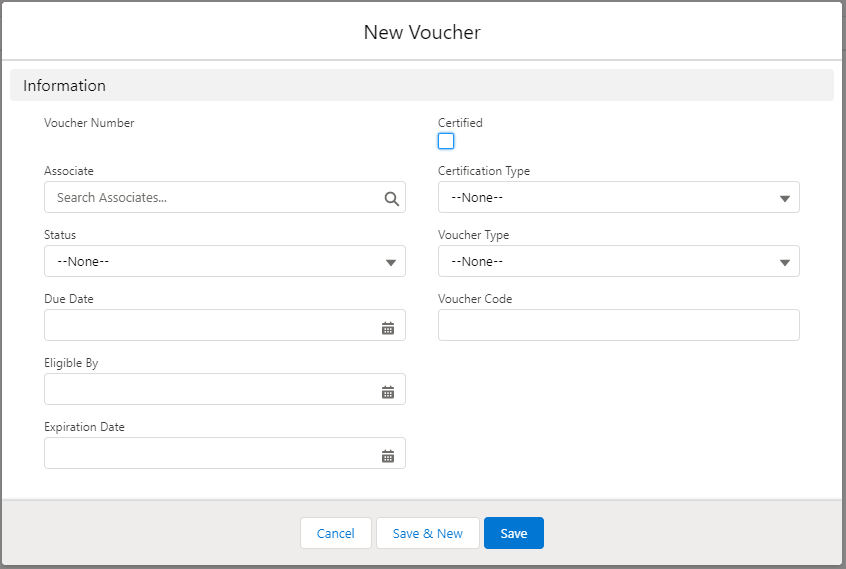 New Voucher
Information
Voucher Number
Certified
Associate
Certification Type
Search Associates...
--None--
Status
Voucher Type
--None--
--None--
Due Date
Voucher Code
Eligible By
Expiration Date
Cancel
Save & New
Save